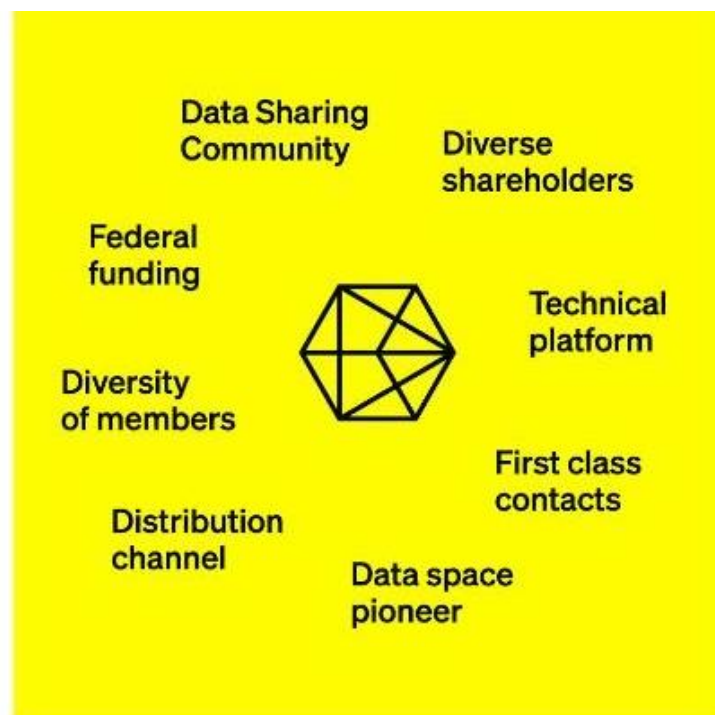 Data Sharing
Community
Diverse
shareholders
Federal
funding
Technical
platform
Diversity
of members
First class
contacts
Distribution
channel
Data space
pioneer